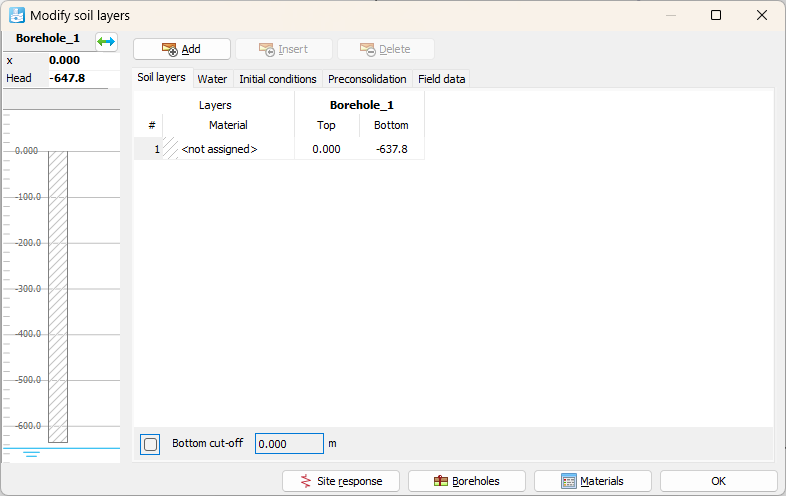 Modify soil layers
Borehole_1
x 0.000
Head -647.8
0.000
-100.0
-200.0
-300.0
-400.0
-500.0
-600.0
Add Insert Delete
Soil layers Water Initial conditions Preconsolidation Field data
Layers Borehole_1
# Material Top Bottom
1 <not assigned> 0.000 -637.8
Bottom cut-off 0.000 m
Site response Boreholes Materials OK